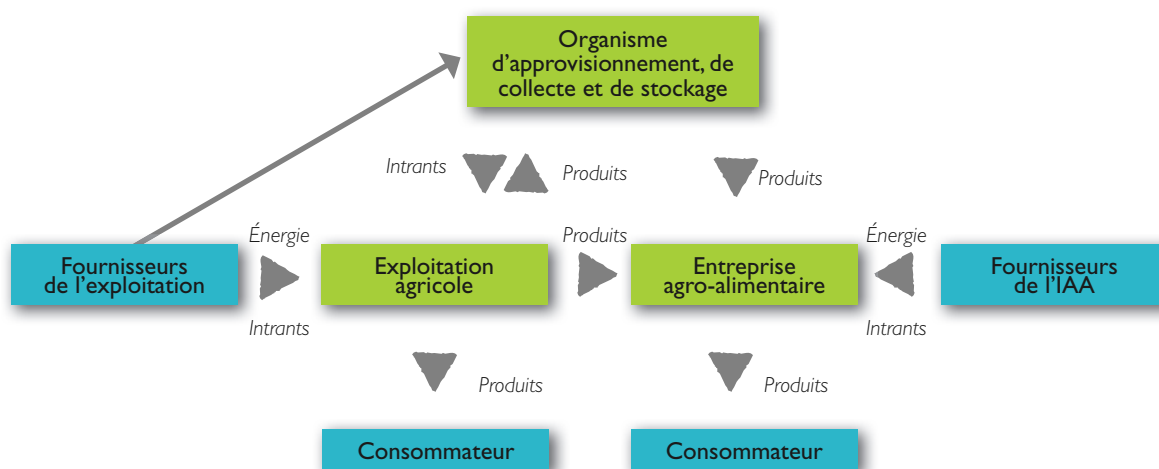 Organisme
d'approvisionnement, de
collecte et de stockage
Intrants
Produits
Produits
Énergie
Produits
Énergie
Fournisseurs
de l'exploitation
Exploitation
agricole
Entreprise
agro-alimentaire
Fournisseurs
de l'IAA
Intrants
Intrants
Produits
Produits
Consommateur
Consommateur